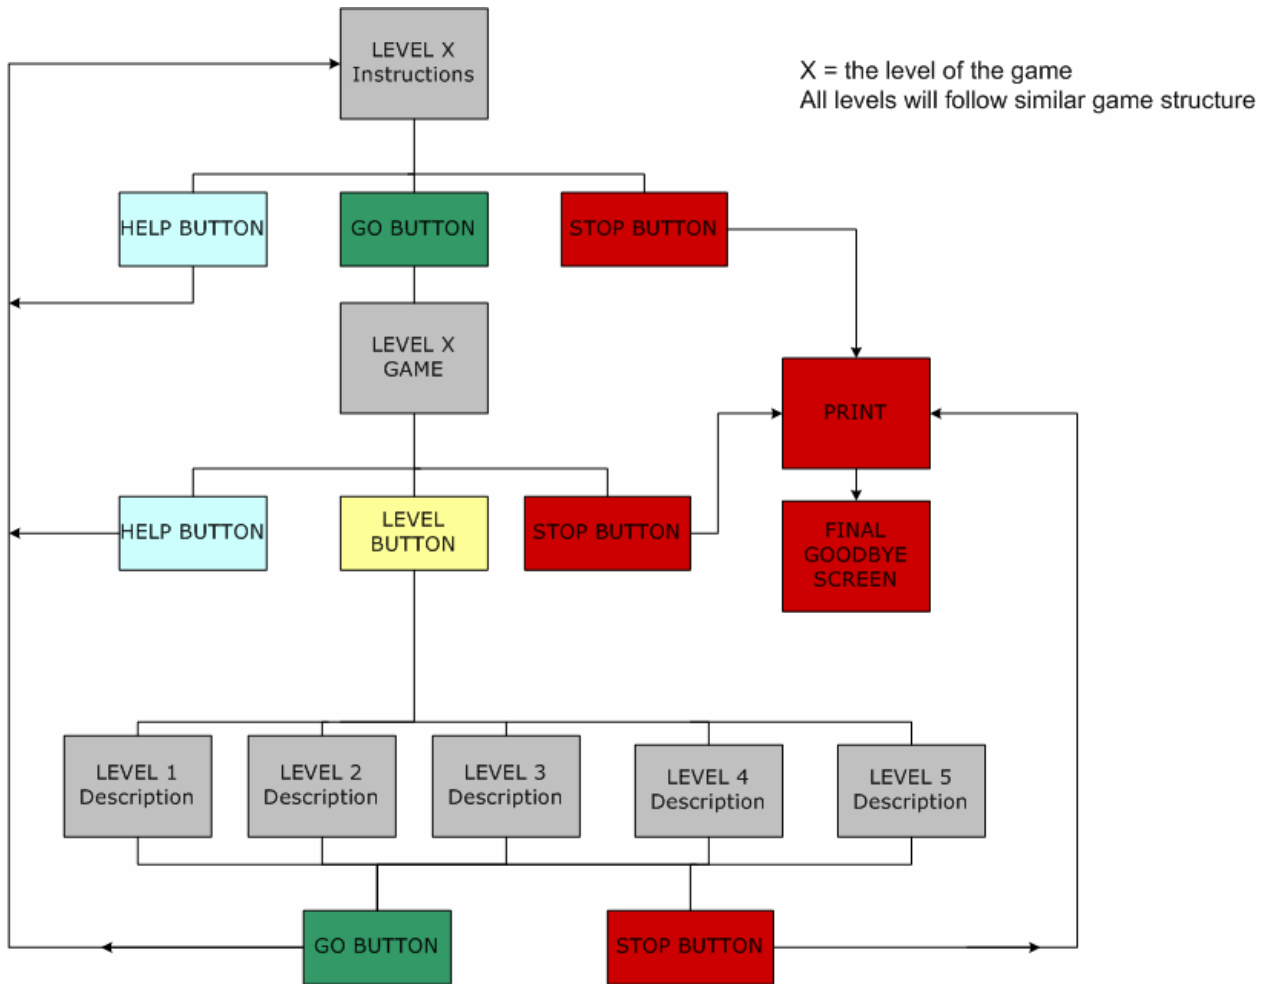 LEVEL X
Instructions
X = the level of the game
All levels will follow similar game structure
HELP BUTTON
GO BUTTON
STOP BUTTON
LEVEL X
GAME
PRINT
HELP BUTTON
LEVEL
BUTTON
STOP BUTTON
FINAL
GOODBYE
SCREEN
LEVEL 1
Description
LEVEL 2
Description
LEVEL 3
Description
LEVEL 4
Description
LEVEL 5
Description
GO BUTTON
STOP BUTTON